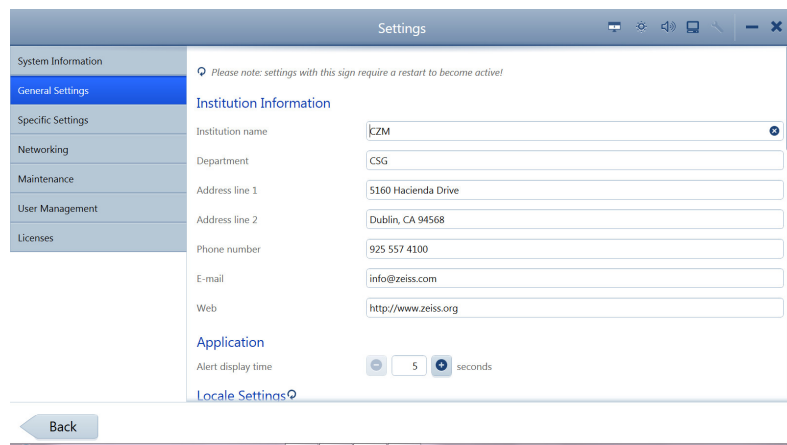 Settings
System Information
General Settings
Specific Settings
Networking
Maintenance
User Management
Licenses
Please note: settings with this sign require a restart to become active!
Institution Information
Institution name CZM
Department CSG
Address line 1 5160 Hacienda Drive
Address line 2 Dublin, CA 94568
Phone number 925 557 4100
E-mail info@zeiss.com
Web http://www.zeiss.org
Application
Alert display time 5 seconds
Locale Settings
Back